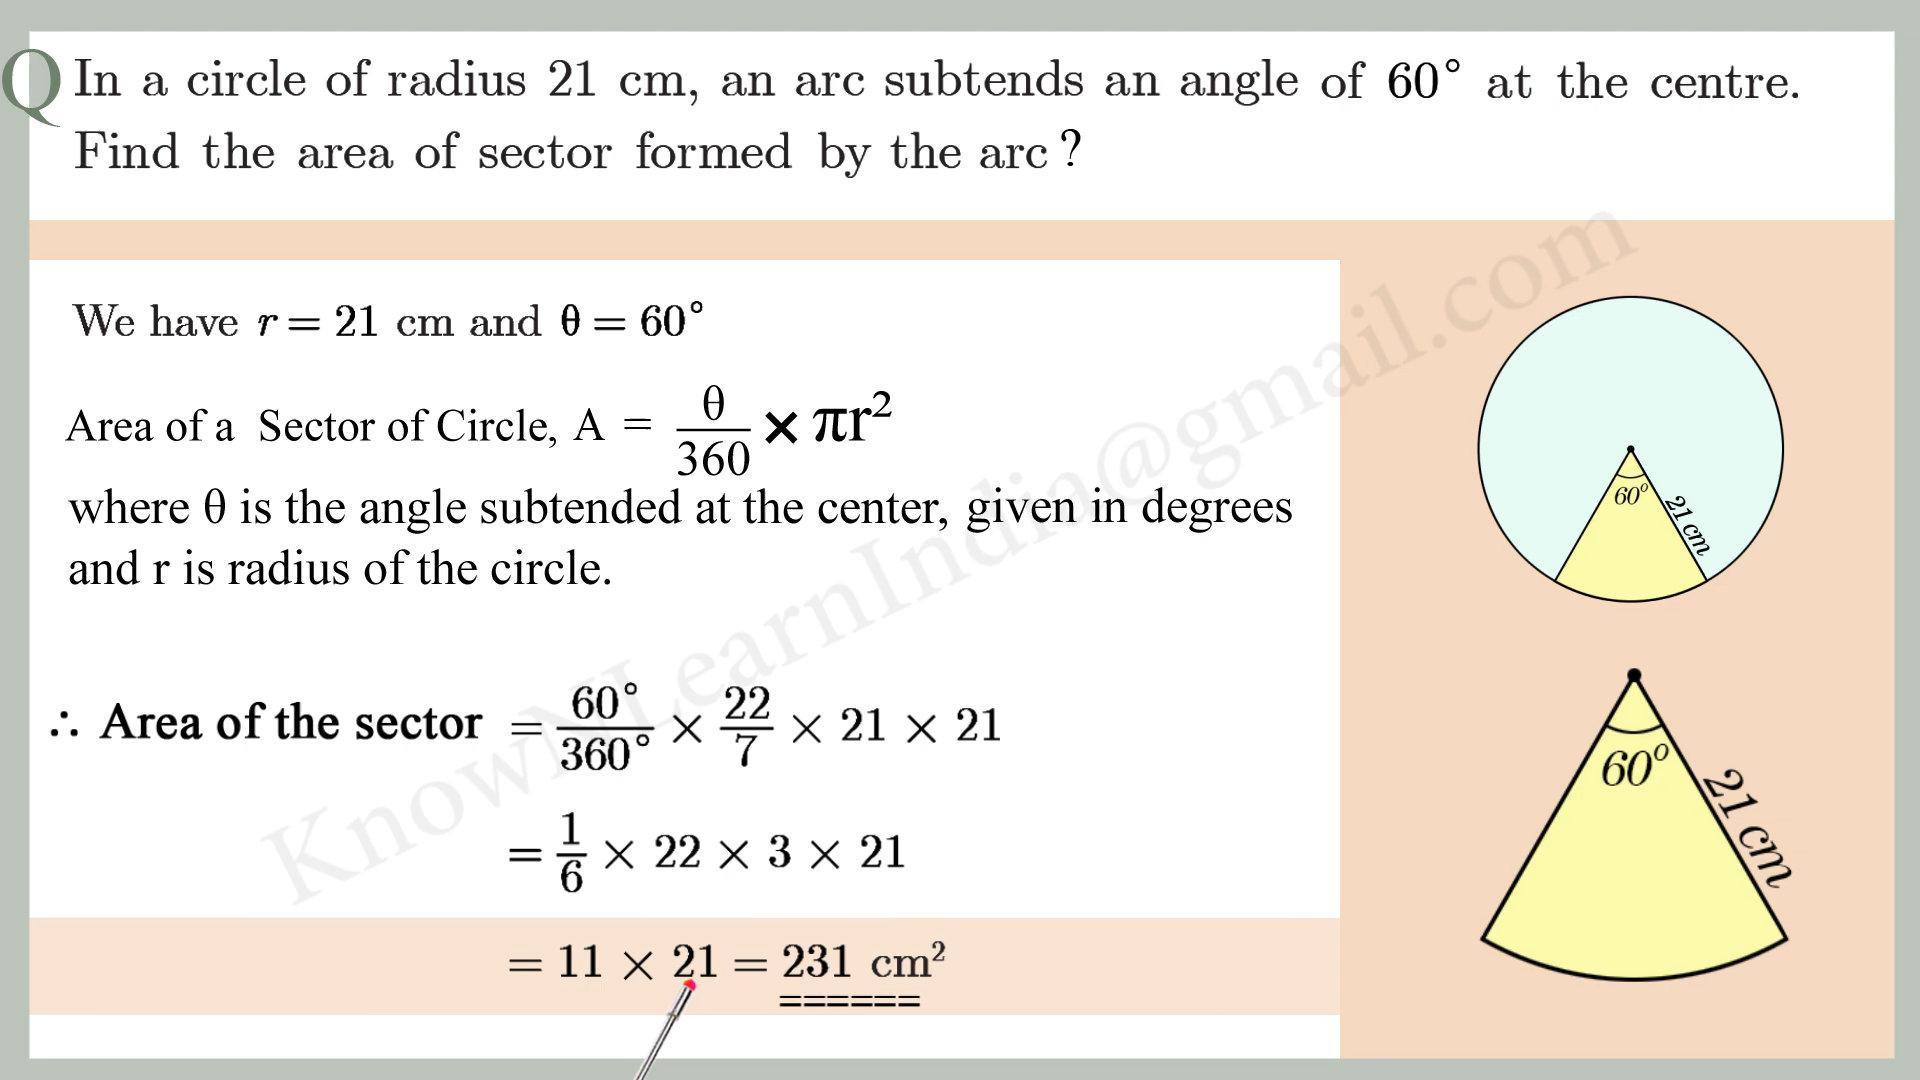 Q In a circle of radius 21 cm, an arc subtends an angle of 60° at the centre.
Find the area of sector formed by the arc ?
We have r = 21 cm and θ = 60°
Area of a Sector of Circle, A = θ/360 × πr²
where θ is the angle subtended at the center, given in degrees
and r is radius of the circle.
∴ Area of the sector = 60°/360° × 22/7 × 21 × 21
= 1/6 × 22 × 3 × 21
= 11 × 21 = 231 cm²
======
60°
21 cm
60°
21 cm
KnowNLearnIndia@gmail.com